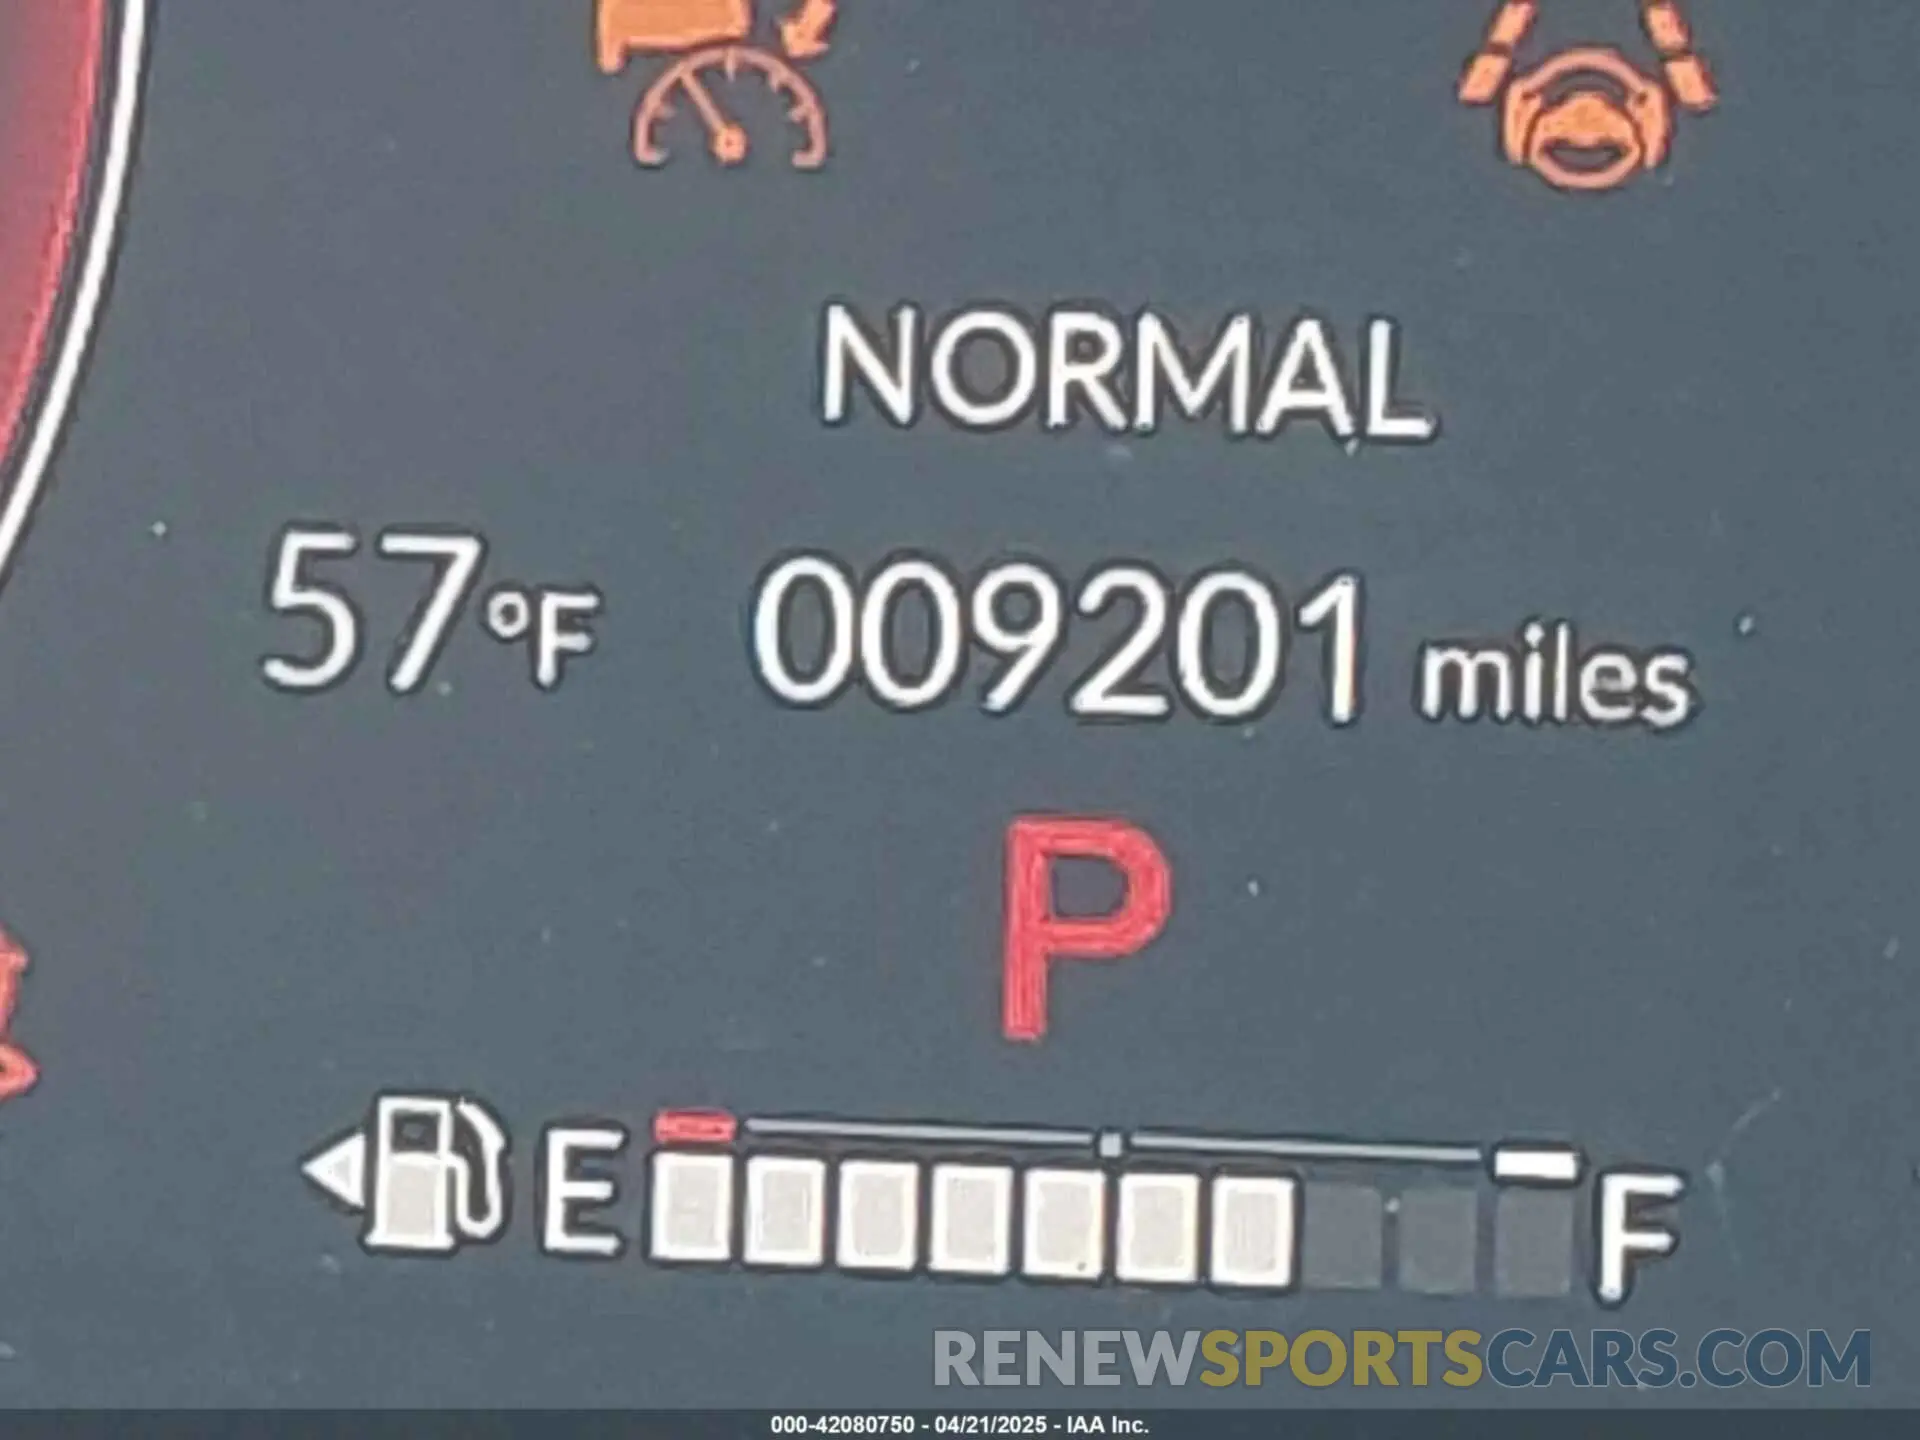 NORMAL
57°F 009201 miles
P
E F
RENEWSPORTSCARS.COM
000-42080750 - 04/21/2025 - IAA Inc.